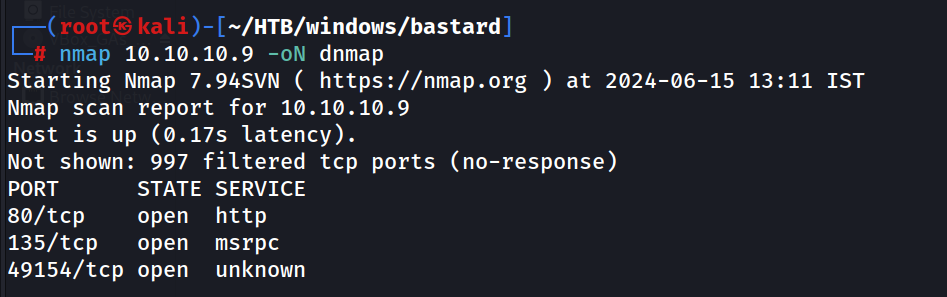 ┌──(root㉿kali)-[~/HTB/windows/bastard]
└─# nmap 10.10.10.9 -oN dnmap
Starting Nmap 7.94SVN ( https://nmap.org ) at 2024-06-15 13:11 IST
Nmap scan report for 10.10.10.9
Host is up (0.17s latency).
Not shown: 997 filtered tcp ports (no-response)
PORT      STATE SERVICE
80/tcp    open  http
135/tcp   open  msrpc
49154/tcp open  unknown